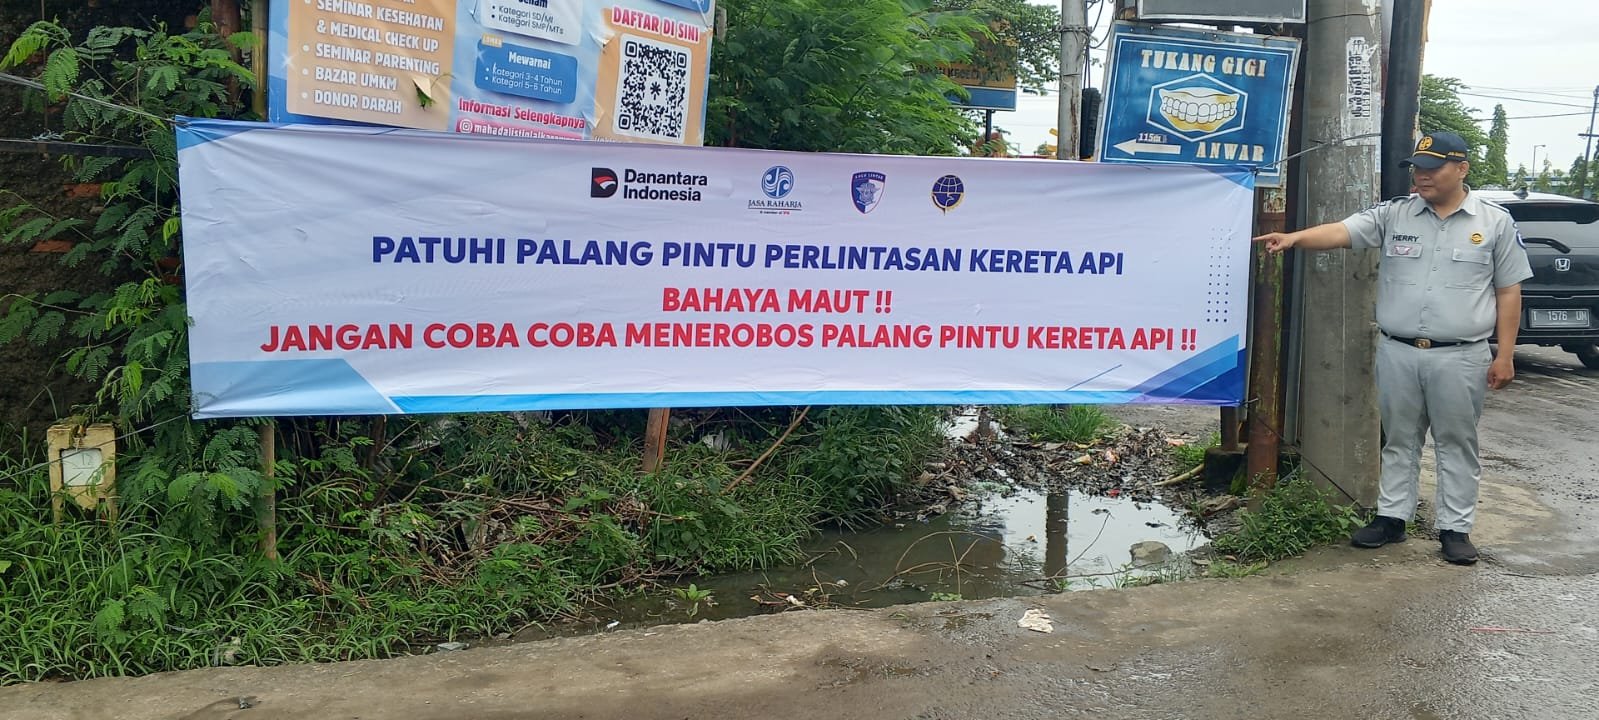 SEMINAR KESEHATAN
& MEDICAL CHECK UP
SEMINAR PARENTING
BAZAR UMKM
DONOR DARAH
Kategori SD/MI
Kategori SMP/MTs
Mewarnai
Kategori 3-4 Tahun
Kategori 5-6 Tahun
DAFTAR DI SINI
Informasi Selengkapnya
TUKANG GIGI
ANWAR
Danantara
Indonesia
JASA RAHARJA
PATUHI PALANG PINTU PERLINTASAN KERETA API
BAHAYA MAUT !!
JANGAN COBA COBA MENEROBOS PALANG PINTU KERETA API !!
HERRY
T 1576 UN